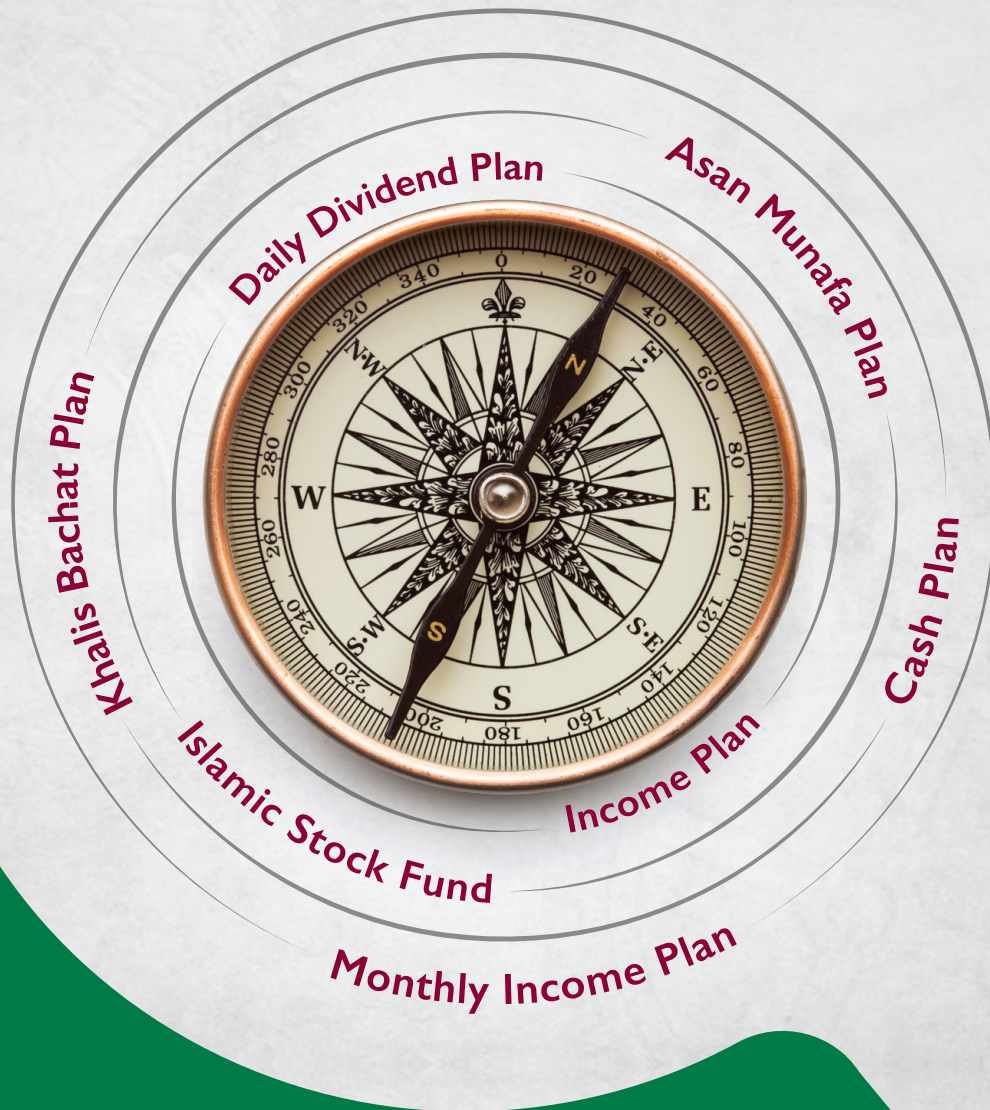 Daily Dividend Plan
Asan Munafa Plan
Khalis Bachat Plan
Cash Plan
Islamic Stock Fund
Income Plan
Monthly Income Plan
0
20
40
60
80
100
120
140
160
180
200
220
240
260
280
300
320
340
N·E
E
S·E
S
S·W
W
N·W
N
S